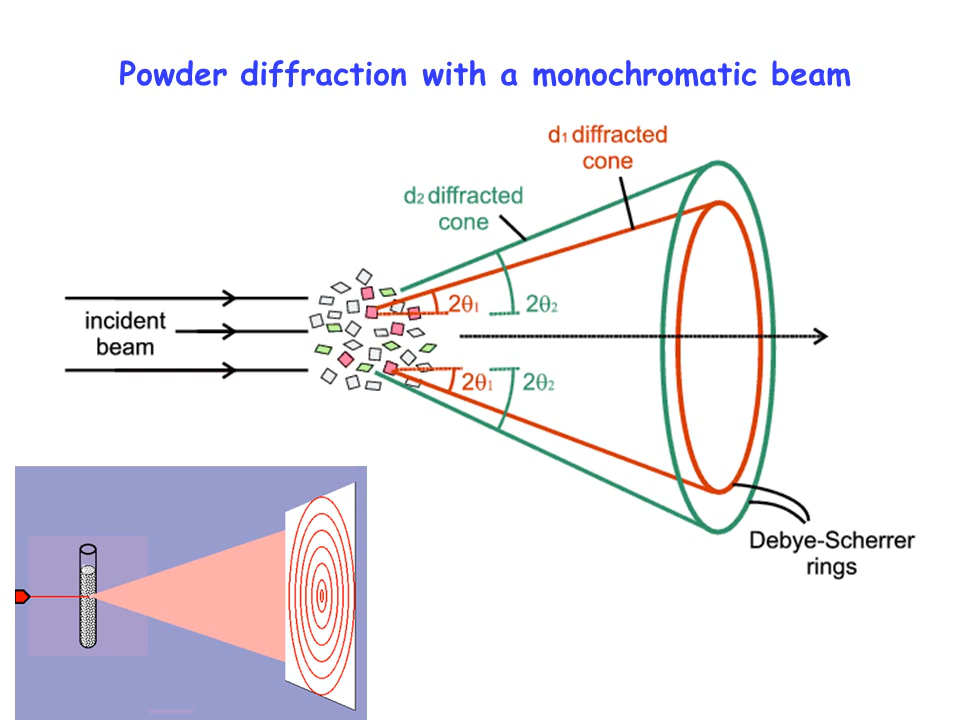 Powder diffraction with a monochromatic beam
d1 diffracted
cone
d2 diffracted
cone
2θ1
2θ2
incident
beam
2θ1
2θ2
Debye-Scherrer
rings